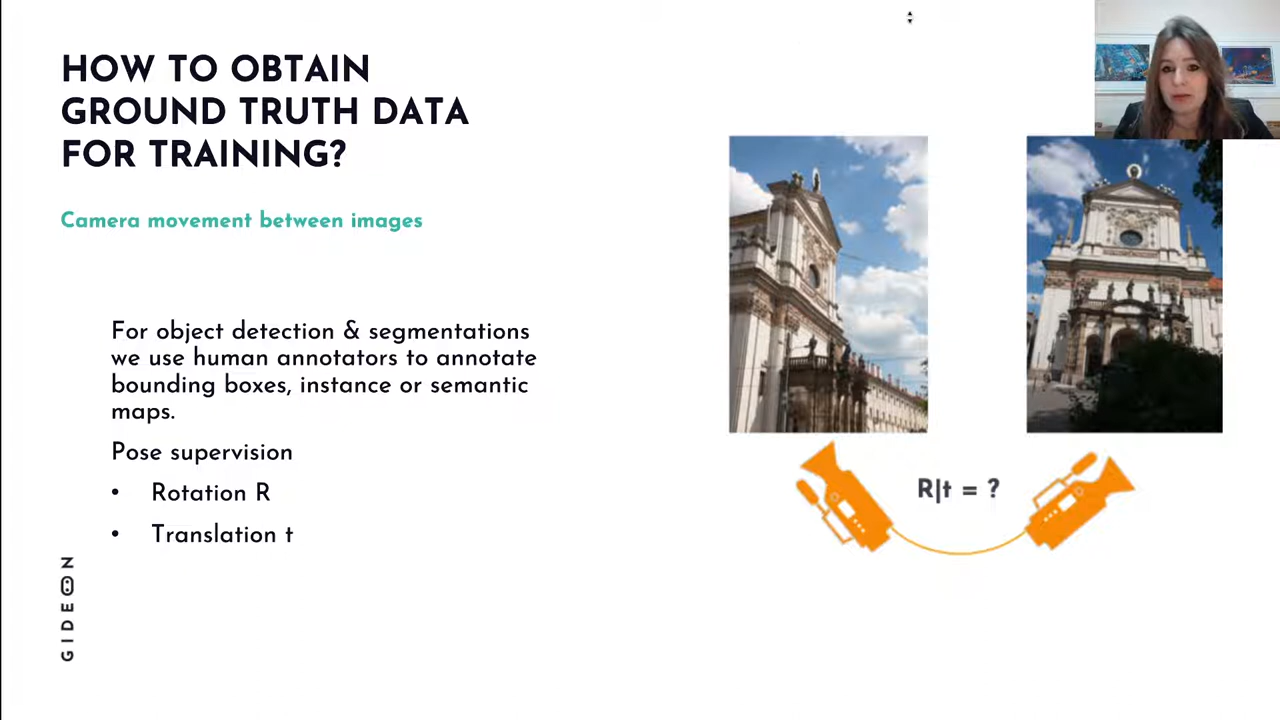 HOW TO OBTAIN
GROUND TRUTH DATA
FOR TRAINING?
Camera movement between images
For object detection & segmentations
we use human annotators to annotate
bounding boxes, instance or semantic
maps.
Pose supervision
• Rotation R
• Translation t
R|t = ?
GIDEON